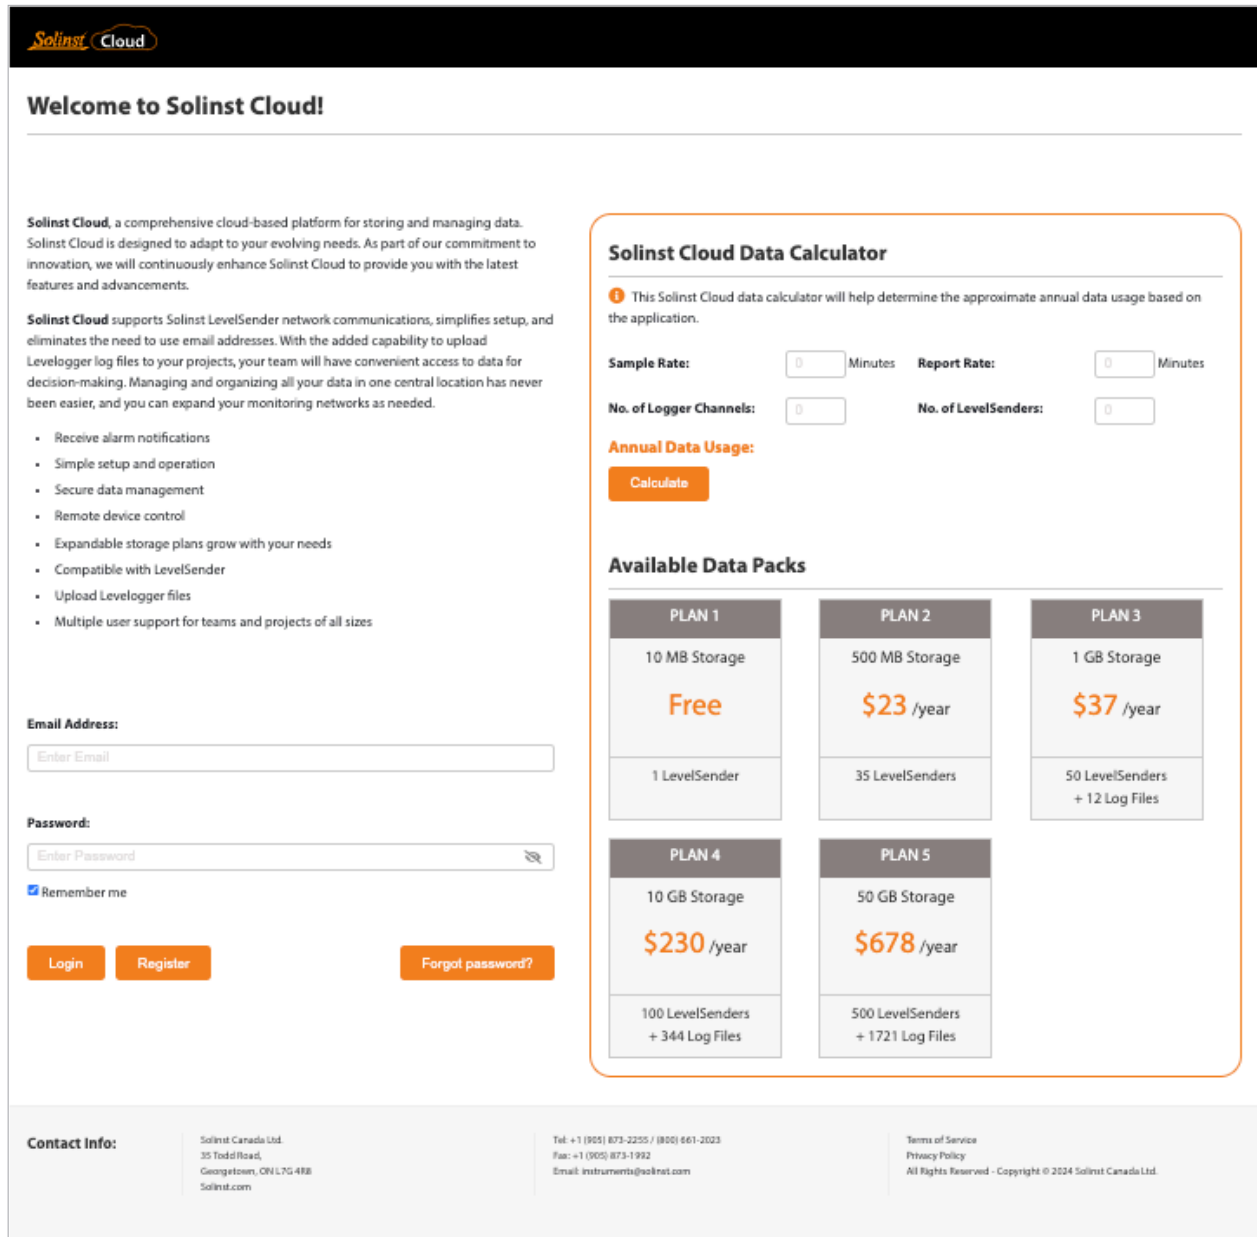 Solinst Cloud
Welcome to Solinst Cloud!
Solinst Cloud, a comprehensive cloud-based platform for storing and managing data.
Solinst Cloud is designed to adapt to your evolving needs. As part of our commitment to
innovation, we will continuously enhance Solinst Cloud to provide you with the latest
features and advancements.
Solinst Cloud supports Solinst LevelSender network communications, simplifies setup, and
eliminates the need to use email addresses. With the added capability to upload
Levelogger log files to your projects, your team will have convenient access to data for
decision-making. Managing and organizing all your data in one central location has never
been easier, and you can expand your monitoring networks as needed.
• Receive alarm notifications
• Simple setup and operation
• Secure data management
• Remote device control
• Expandable storage plans grow with your needs
• Compatible with LevelSender
• Upload Levelogger files
• Multiple user support for teams and projects of all sizes
Email Address:
Enter Email
Password:
Enter Password
Remember me
Login Register Forgot password?
Solinst Cloud Data Calculator
This Solinst Cloud data calculator will help determine the approximate annual data usage based on
the application.
Sample Rate: 0 Minutes Report Rate: 0 Minutes
No. of Logger Channels: 0 No. of LevelSenders: 0
Annual Data Usage:
Calculate
Available Data Packs
PLAN 1
10 MB Storage
Free
1 LevelSender
PLAN 2
500 MB Storage
$23 /year
35 LevelSenders
PLAN 3
1 GB Storage
$37 /year
50 LevelSenders
+ 12 Log Files
PLAN 4
10 GB Storage
$230 /year
100 LevelSenders
+ 344 Log Files
PLAN 5
50 GB Storage
$678 /year
500 LevelSenders
+ 1721 Log Files
Contact Info:
Solinst Canada Ltd.
35 Todd Road,
Georgetown, ON L7G 4R8
Solinst.com
Tel: +1 (905) 873-2255 / (800) 661-2023
Fax: +1 (905) 873-1992
Email: instruments@solinst.com
Terms of Service
Privacy Policy
All Rights Reserved - Copyright © 2024 Solinst Canada Ltd.